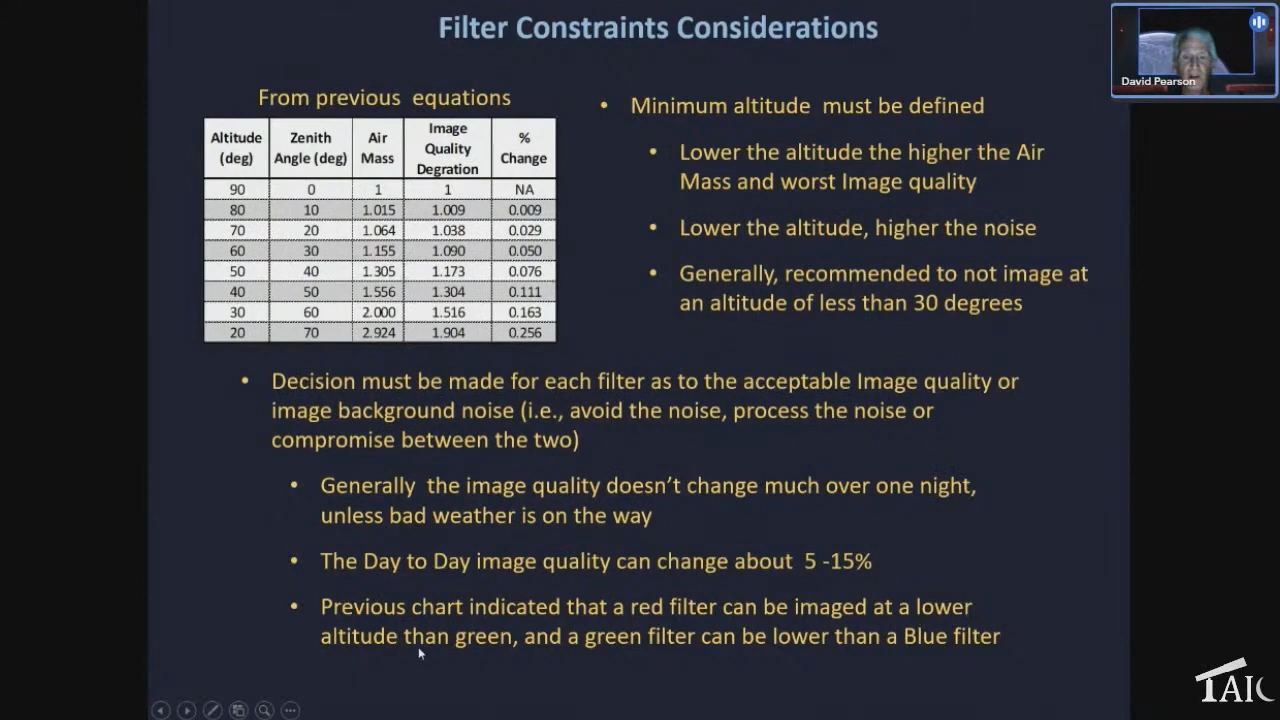 Filter Constraints Considerations
David Pearson
From previous equations
Altitude (deg) Zenith Angle (deg) Air Mass Image Quality Degration % Change
90 0 1 1 NA
80 10 1.015 1.009 0.009
70 20 1.064 1.038 0.029
60 30 1.155 1.090 0.050
50 40 1.305 1.173 0.076
40 50 1.556 1.304 0.111
30 60 2.000 1.516 0.163
20 70 2.924 1.904 0.256
• Minimum altitude must be defined
• Lower the altitude the higher the Air
Mass and worst Image quality
• Lower the altitude, higher the noise
• Generally, recommended to not image at
an altitude of less than 30 degrees
• Decision must be made for each filter as to the acceptable Image quality or
image background noise (i.e., avoid the noise, process the noise or
compromise between the two)
• Generally the image quality doesn’t change much over one night,
unless bad weather is on the way
• The Day to Day image quality can change about 5 -15%
• Previous chart indicated that a red filter can be imaged at a lower
altitude than green, and a green filter can be lower than a Blue filter
TAIC